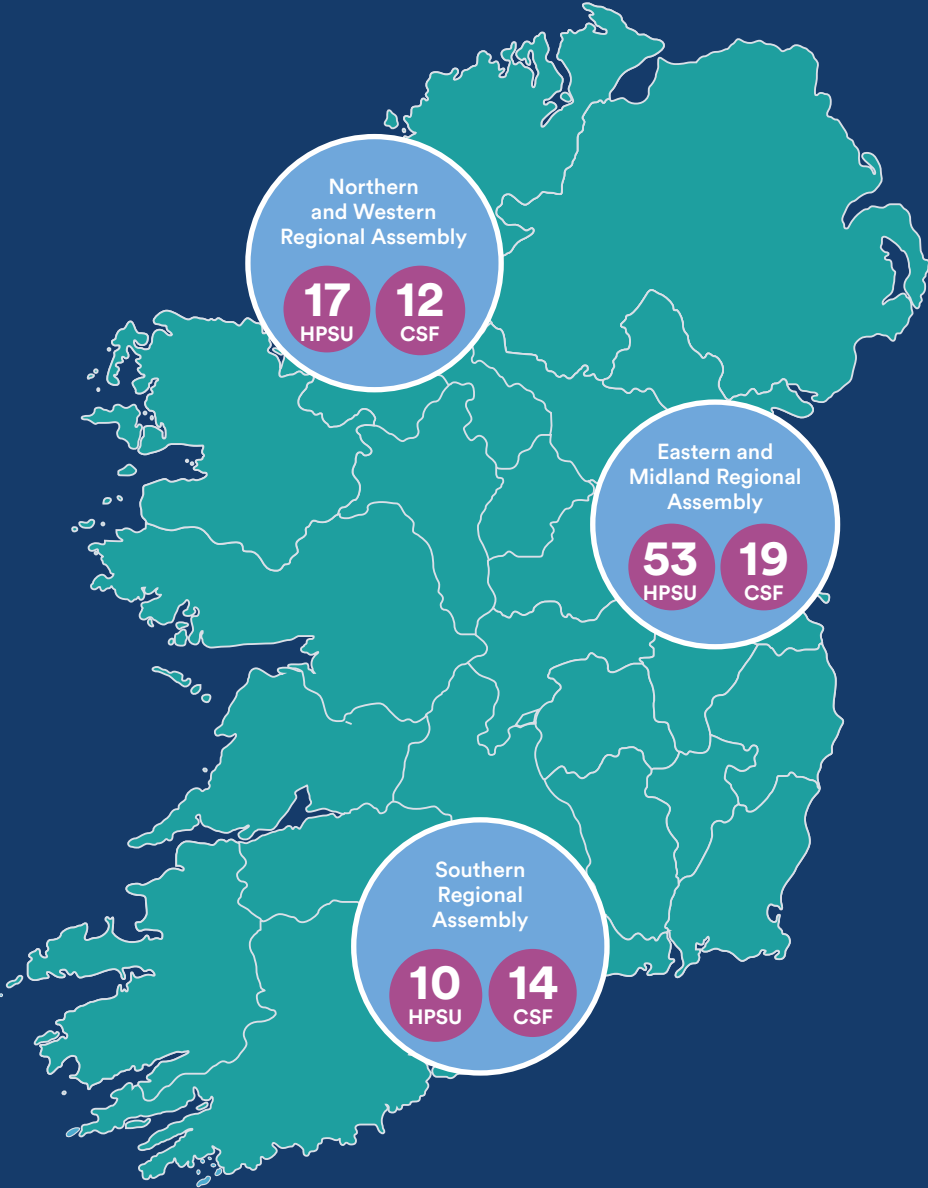 Northern
and Western
Regional Assembly
17 12
HPSU CSF
Eastern and
Midland Regional
Assembly
53 19
HPSU CSF
Southern
Regional
Assembly
10 14
HPSU CSF